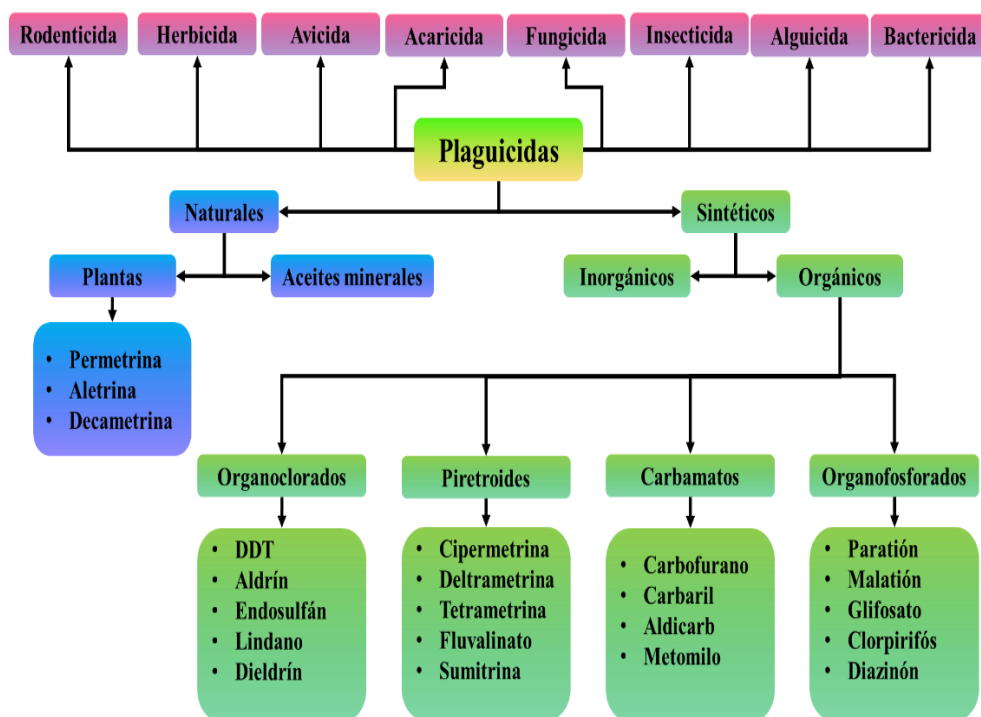 Rodenticida
Herbicida
Avicida
Acaricida
Fungicida
Insecticida
Alguicida
Bactericida
Plaguicidas
Naturales
Sintéticos
Plantas
Aceites minerales
Inorgánicos
Orgánicos
• Permetrina
• Aletrina
• Decametrina
Organoclorados
Piretroides
Carbamatos
Organofosforados
• DDT
• Aldrín
• Endosulfán
• Lindano
• Dieldrín
• Cipermetrina
• Deltrametrina
• Tetrametrina
• Fluvalinato
• Sumitrina
• Carbofurano
• Carbaril
• Aldicarb
• Metomilo
• Paratión
• Malatión
• Glifosato
• Clorpirifós
• Diazinón